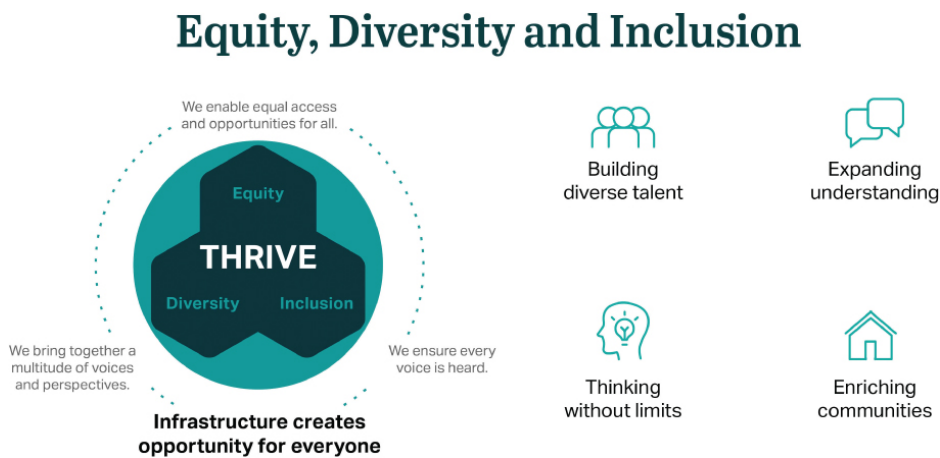 Equity, Diversity and Inclusion
We enable equal access
and opportunities for all.
Equity
THRIVE
Diversity
Inclusion
We bring together a
multitude of voices
and perspectives.
We ensure every
voice is heard.
Infrastructure creates
opportunity for everyone
Building
diverse talent
Expanding
understanding
Thinking
without limits
Enriching
communities